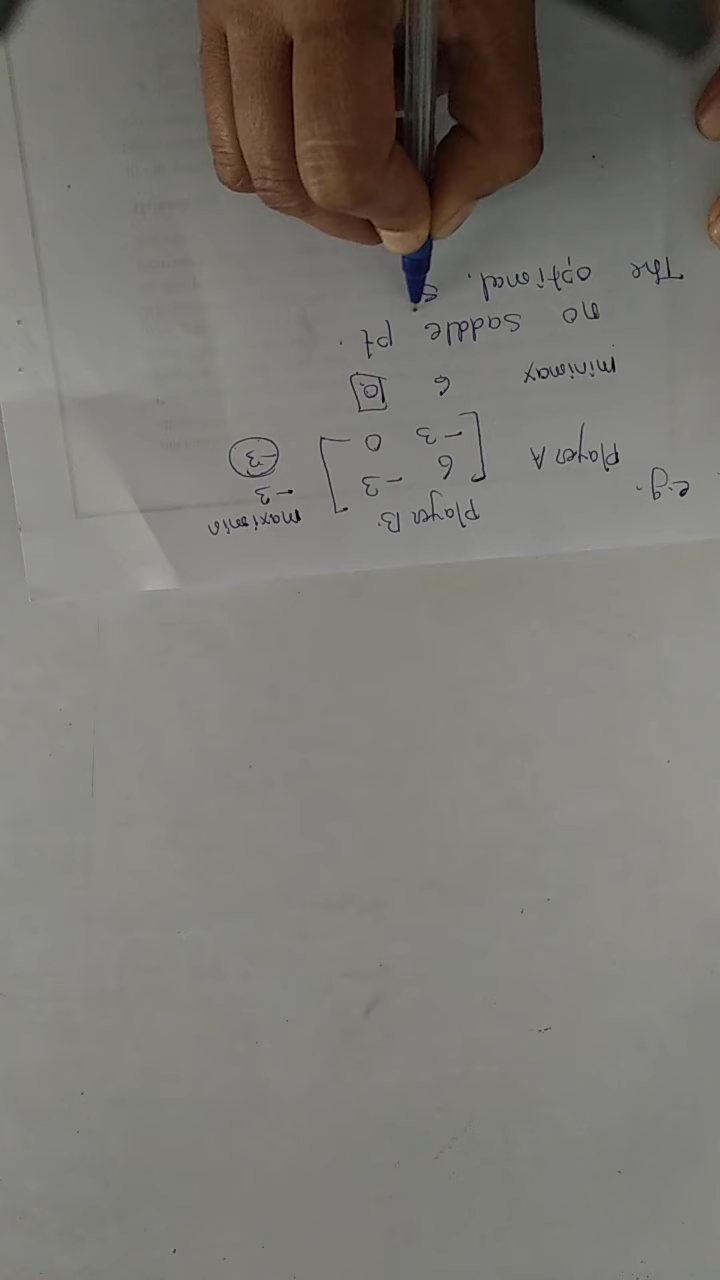 e.g. Player B maximin
[ 6 -3 ] -3
Player A [ -3 0 ] -3
minimax 6 0
no saddle pt.
The optimal. s